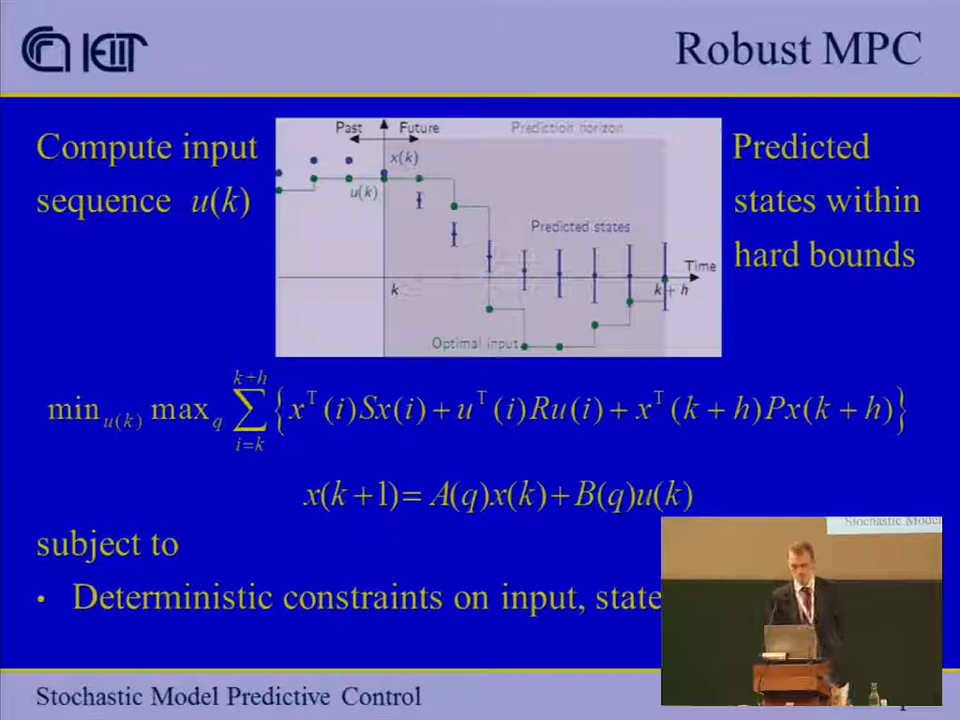 IEIIT
Robust MPC
Compute input
sequence u(k)
Past Future
Prediction horizon
x(k)
u(k)
Predicted states
Time
k
k + h
Optimal input
Predicted
states within
hard bounds
min_{u(k)} max_q ∑_{i=k}^{k+h} { x^T(i)Sx(i) + u^T(i)Ru(i) + x^T(k + h)Px(k + h) }
x(k + 1) = A(q)x(k) + B(q)u(k)
subject to
• Deterministic constraints on input, state
Stochastic Model
Stochastic Model Predictive Control